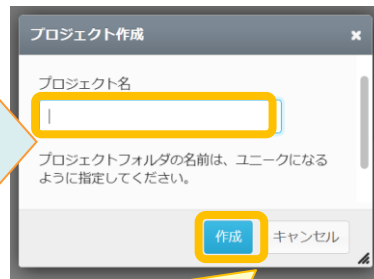 プロジェクト作成
×
プロジェクト名
プロジェクトフォルダの名前は、ユニークになる
ように指定してください。
作成 キャンセル